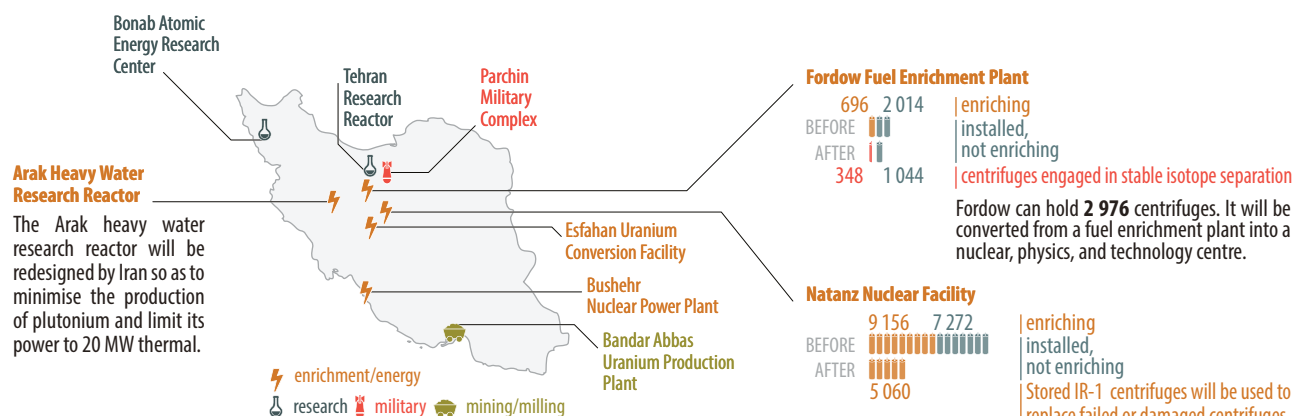 Bonab Atomic
Energy Research
Center
Tehran
Research
Reactor
Parchin
Military
Complex
Arak Heavy Water
Research Reactor
The Arak heavy water
research reactor will be
redesigned by Iran so as to
minimise the production
of plutonium and limit its
power to 20 MW thermal.
Esfahan Uranium
Conversion Facility
Bushehr
Nuclear Power Plant
Bandar Abbas
Uranium Production
Plant
enrichment/energy
research military mining/milling
Fordow Fuel Enrichment Plant
696 2 014 enriching
BEFORE installed,
AFTER not enriching
348 1 044 centrifuges engaged in stable isotope separation
Fordow can hold 2 976 centrifuges. It will be
converted from a fuel enrichment plant into a
nuclear, physics, and technology centre.
Natanz Nuclear Facility
9 156 7 272 enriching
BEFORE installed,
AFTER not enriching
5 060 Stored IR-1 centrifuges will be used to
replace failed or damaged centrifuges